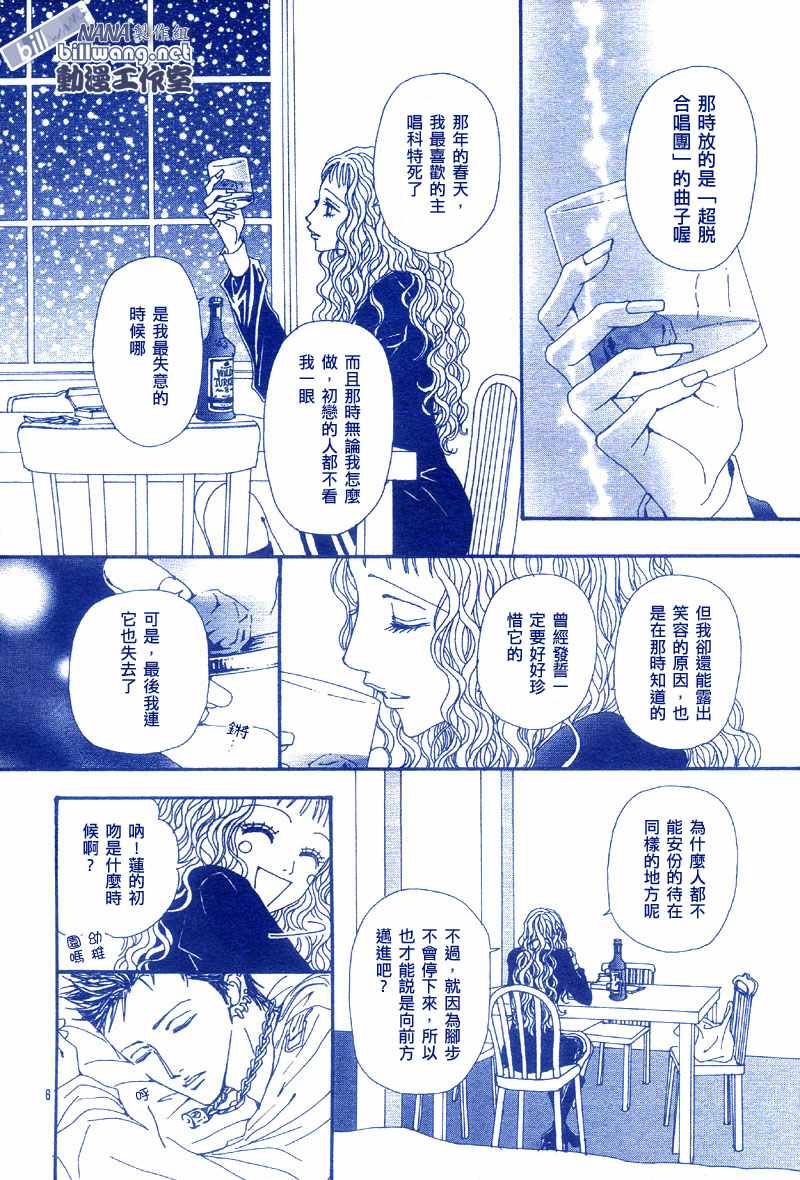 NANA製作組
billwang.net
動漫工作室
那時放的是「超脱
合唱團」的曲子喔
那年的春天，
我最喜歡的主
唱科特死了
而且那時無論我怎麼
做，初戀的人都不看
我一眼
是我最失意的
時候哪
WILD
TURKEY
但我卻還能露出
笑容的原因，也
是在那時知道的
曾經發誓一
定要好好珍
惜它的
可是，最後我連
它也失去了
鏘
為什麼人都不
能安份的待在
同樣的地方呢
不過，就因為腳步
不會停下來，所以
也才能説是向前方
邁進吧？
吶！蓮的初
吻是什麼時
候啊？
幼稚
園嗎
呼
6